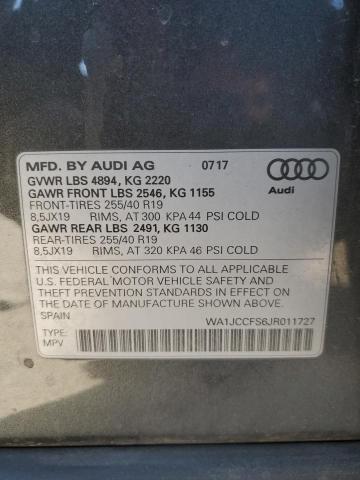 MFD. BY AUDI AG 07 17
GVWR LBS 4894, KG 2220
GAWR FRONT LBS 2546, KG 1155
FRONT-TIRES 255/40 R19
8,5JX19 RIMS, AT 300 KPA 44 PSI COLD
GAWR REAR LBS 2491, KG 1130
REAR-TIRES 255/40 R19
8,5JX19 RIMS, AT 320 KPA 46 PSI COLD
Audi
THIS VEHICLE CONFORMS TO ALL APPLICABLE
U.S. FEDERAL MOTOR VEHICLE SAFETY AND
THEFT PREVENTION STANDARDS IN EFFECT ON
THE DATE OF MANUFACTURE SHOWN ABOVE.
SPAIN WA1JCCFS6JR011727
TYPE:
MPV